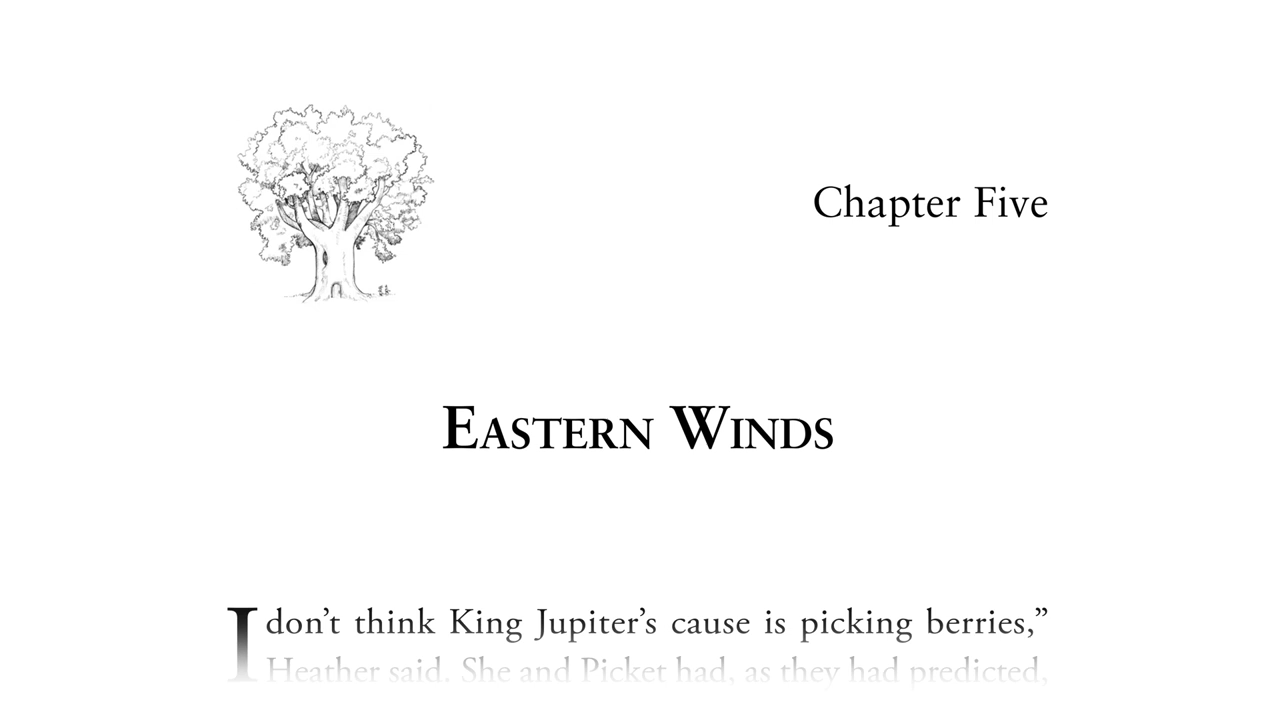 Chapter Five
Eastern Winds
I don’t think King Jupiter’s cause is picking berries,”
Heather said. She and Picket had, as they had predicted,